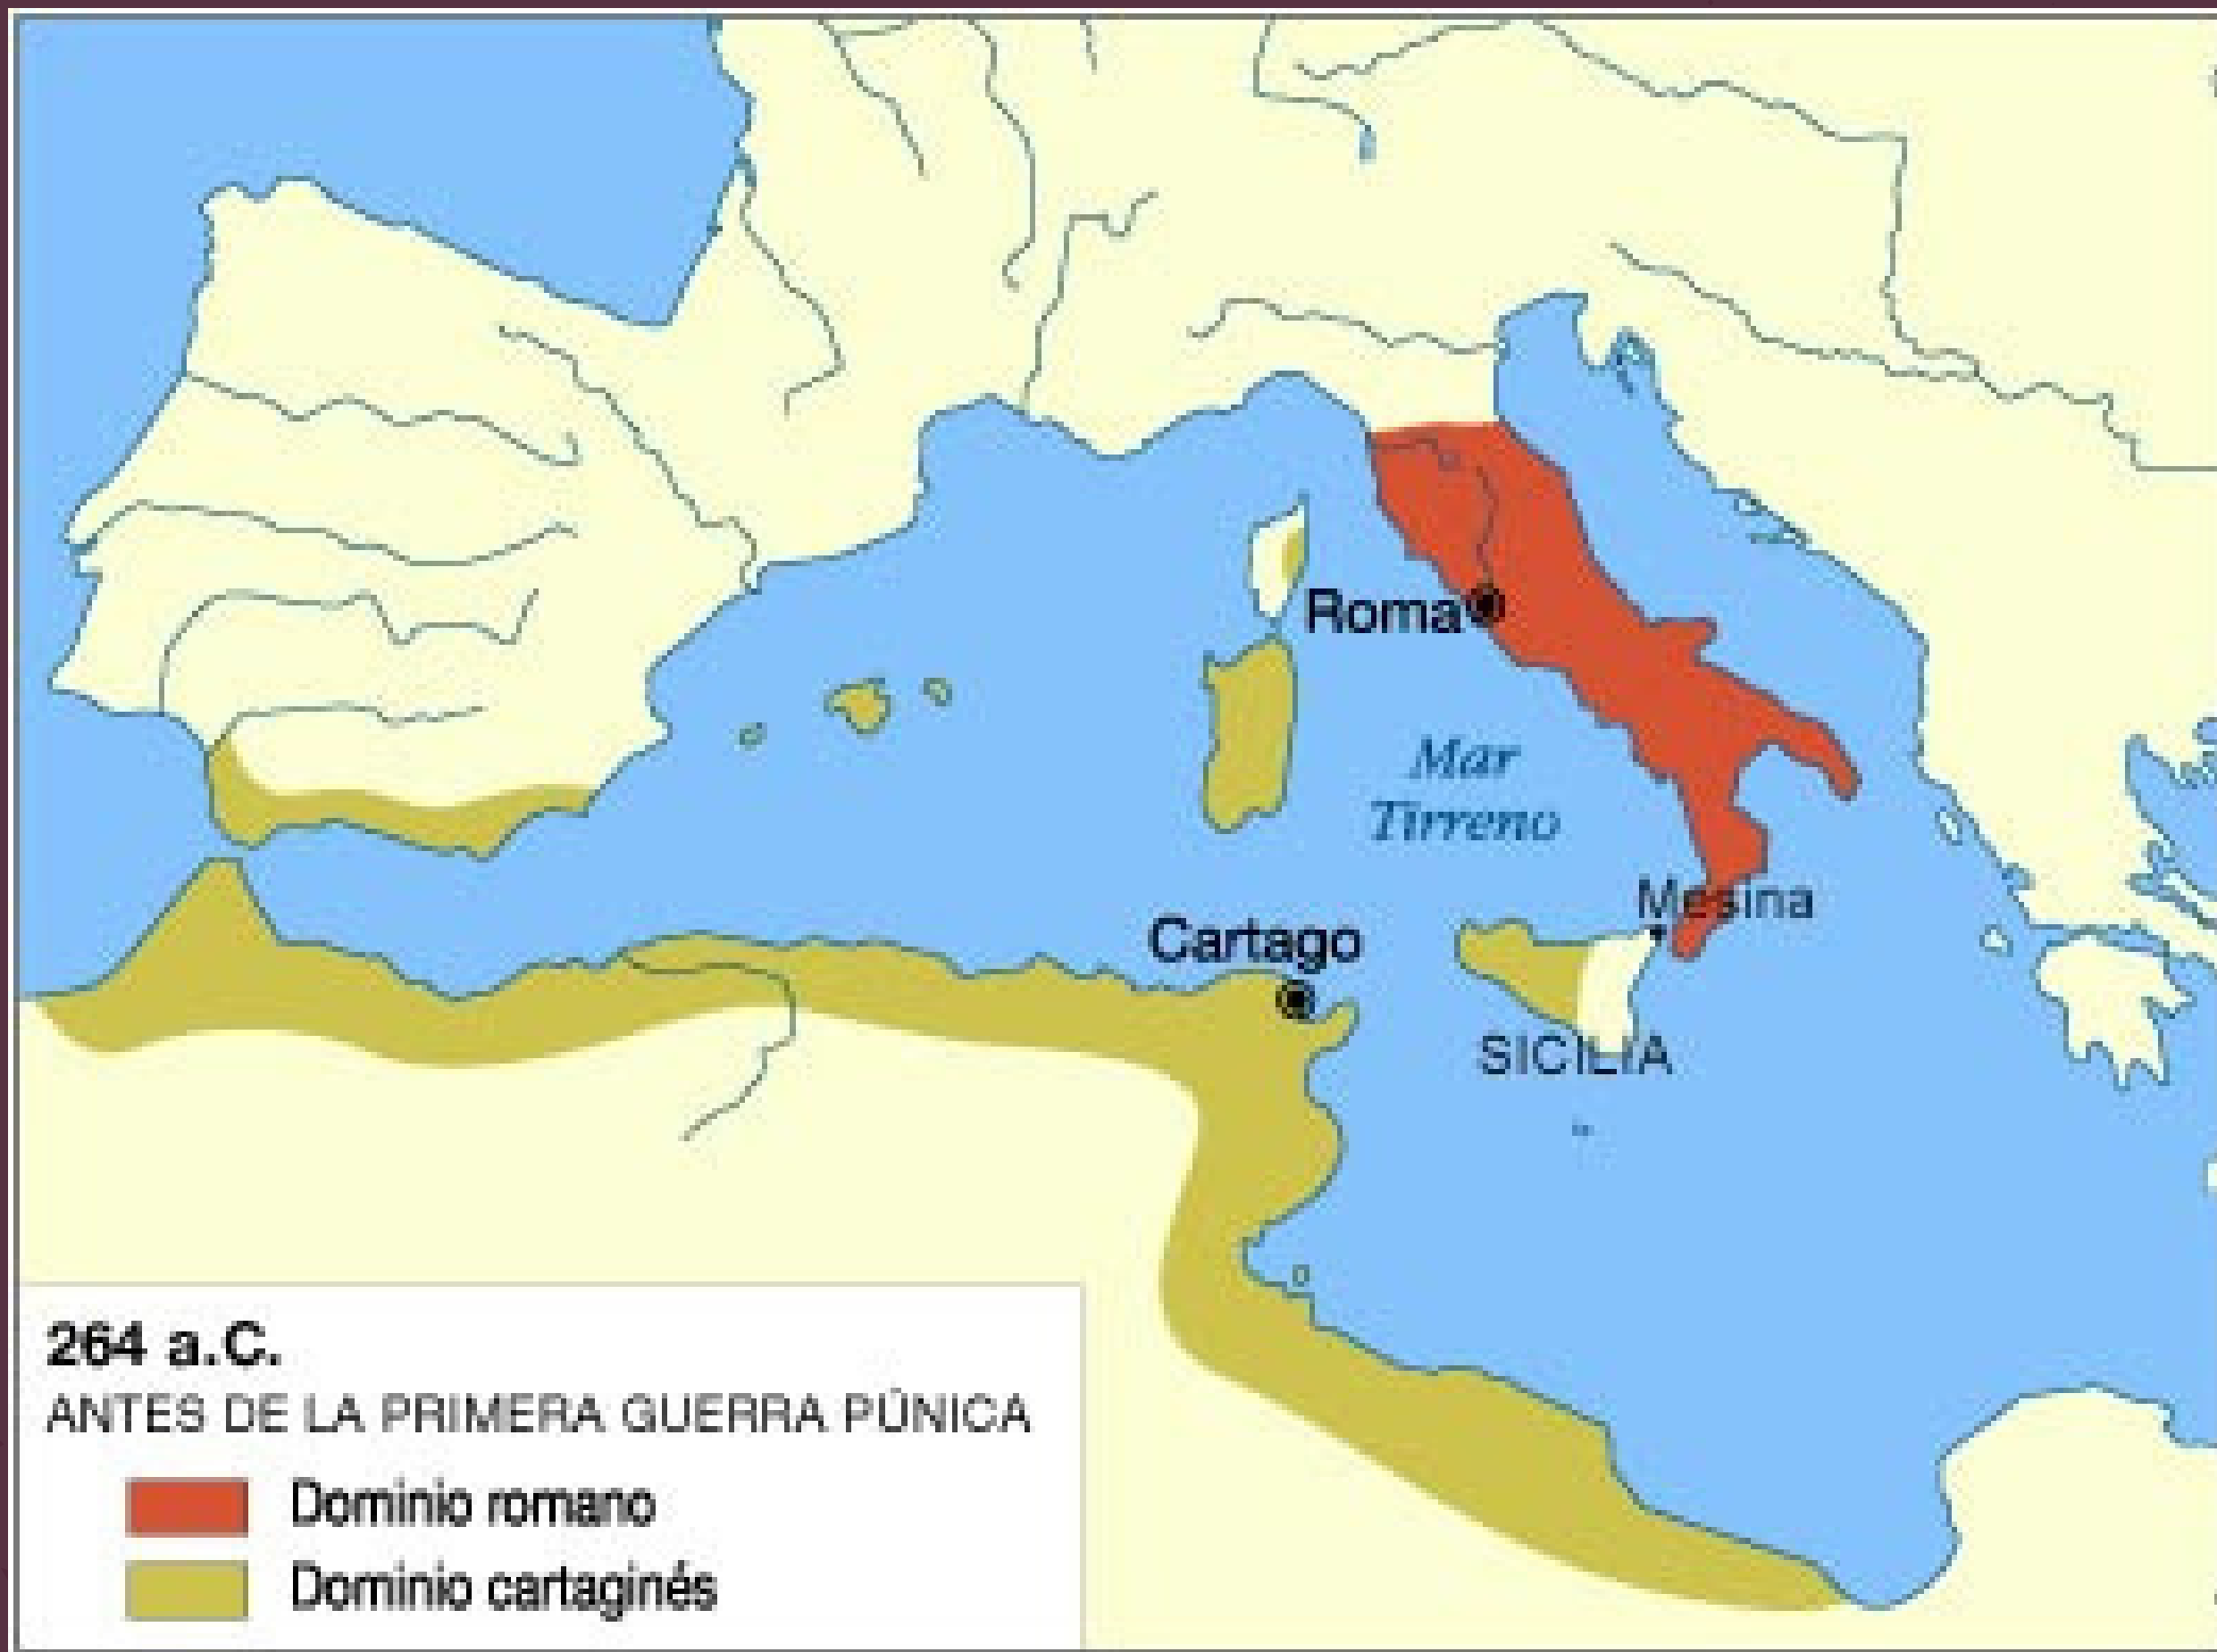 Roma
Mar
Tirreno
Mesina
Cartago
SICILIA
264 a.C.
ANTES DE LA PRIMERA GUERRA PÚNICA
Dominio romano
Dominio cartaginés